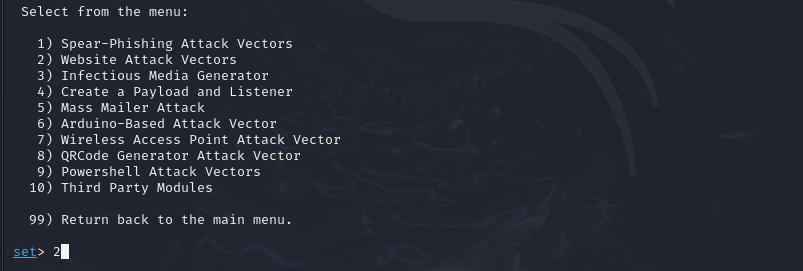 Select from the menu:
1) Spear-Phishing Attack Vectors
2) Website Attack Vectors
3) Infectious Media Generator
4) Create a Payload and Listener
5) Mass Mailer Attack
6) Arduino-Based Attack Vector
7) Wireless Access Point Attack Vector
8) QRCode Generator Attack Vector
9) Powershell Attack Vectors
10) Third Party Modules
99) Return back to the main menu.
set> 2